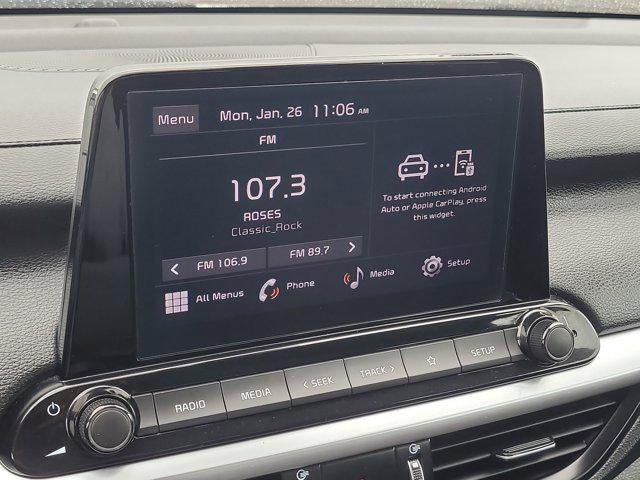 Menu Mon, Jan. 26 11:06 AM
FM
107.3
ROSES
Classic_Rock
To start connecting Android
Auto or Apple CarPlay, press
this widget.
< FM 106.9 FM 89.7 >
All Menus Phone Media Setup
RADIO MEDIA < SEEK TRACK > SETUP